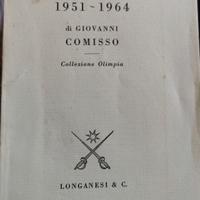 1951 - 1964
di GIOVANNI
COMISSO
Collezione Olimpia
LONGANESI & C.